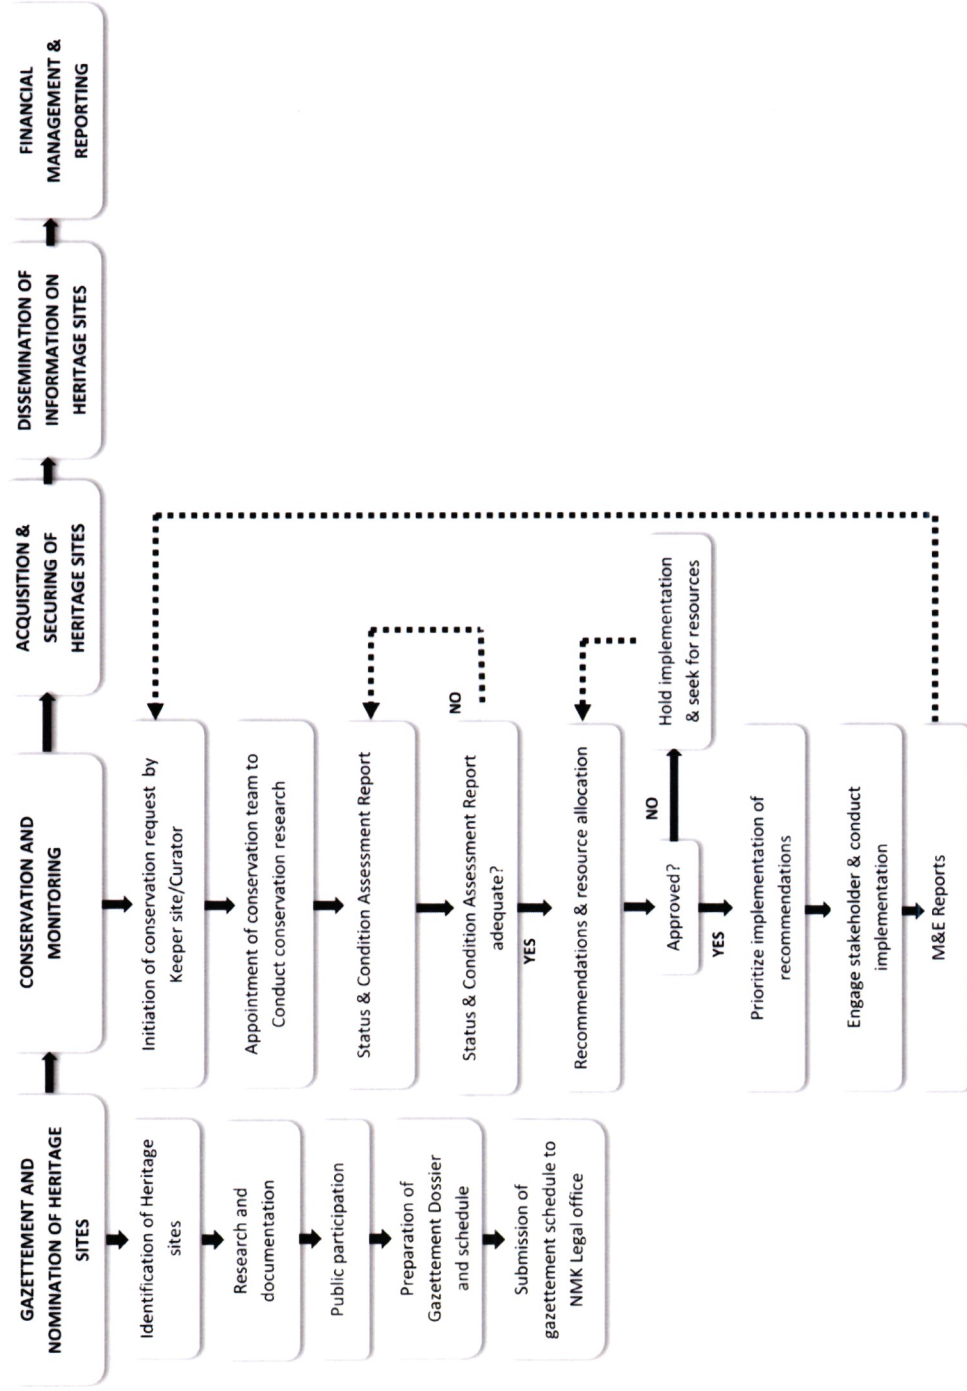 GAZETTEMENT AND
NOMINATION OF HERITAGE
SITES
CONSERVATION AND
MONITORING
ACQUISITION &
SECURING OF
HERITAGE SITES
DISSEMINATION OF
INFORMATION ON
HERITAGE SITES
FINANCIAL
MANAGEMENT &
REPORTING
Identification of Heritage
sites
Research and
documentation
Public participation
Preparation of
Gazettement Dossier
and schedule
Submission of
gazettement schedule to
NMK Legal office
Initiation of conservation request by
Keeper site/Curator
Appointment of conservation team to
Conduct conservation research
Status & Condition Assessment Report
Status & Condition Assessment Report
adequate?
NO
YES
Recommendations & resource allocation
Approved?
NO
Hold implementation
& seek for resources
YES
Prioritize implementation of
recommendations
Engage stakeholder & conduct
implementation
M&E Reports